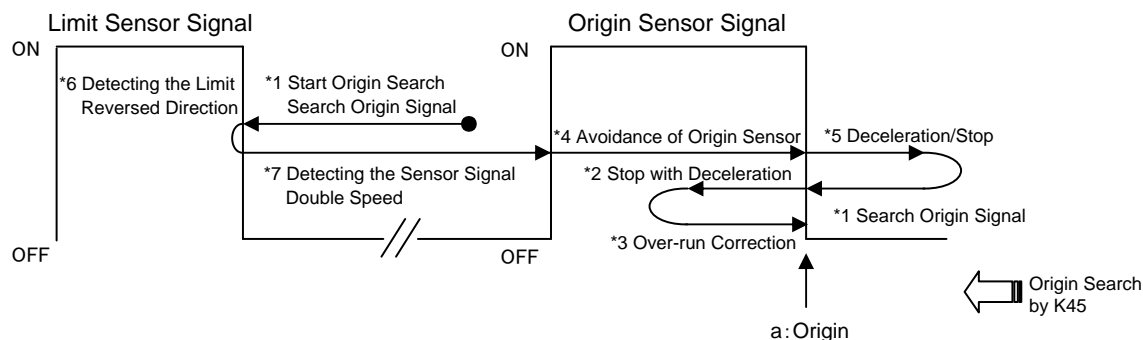 Limit Sensor Signal
Origin Sensor Signal
ON
ON
*6 Detecting the Limit
Reversed Direction
*1 Start Origin Search
Search Origin Signal
*4 Avoidance of Origin Sensor
*5 Deceleration/Stop
*7 Detecting the Sensor Signal
Double Speed
*2 Stop with Deceleration
*1 Search Origin Signal
*3 Over-run Correction
OFF
OFF
Origin Search
by K45
a:Origin